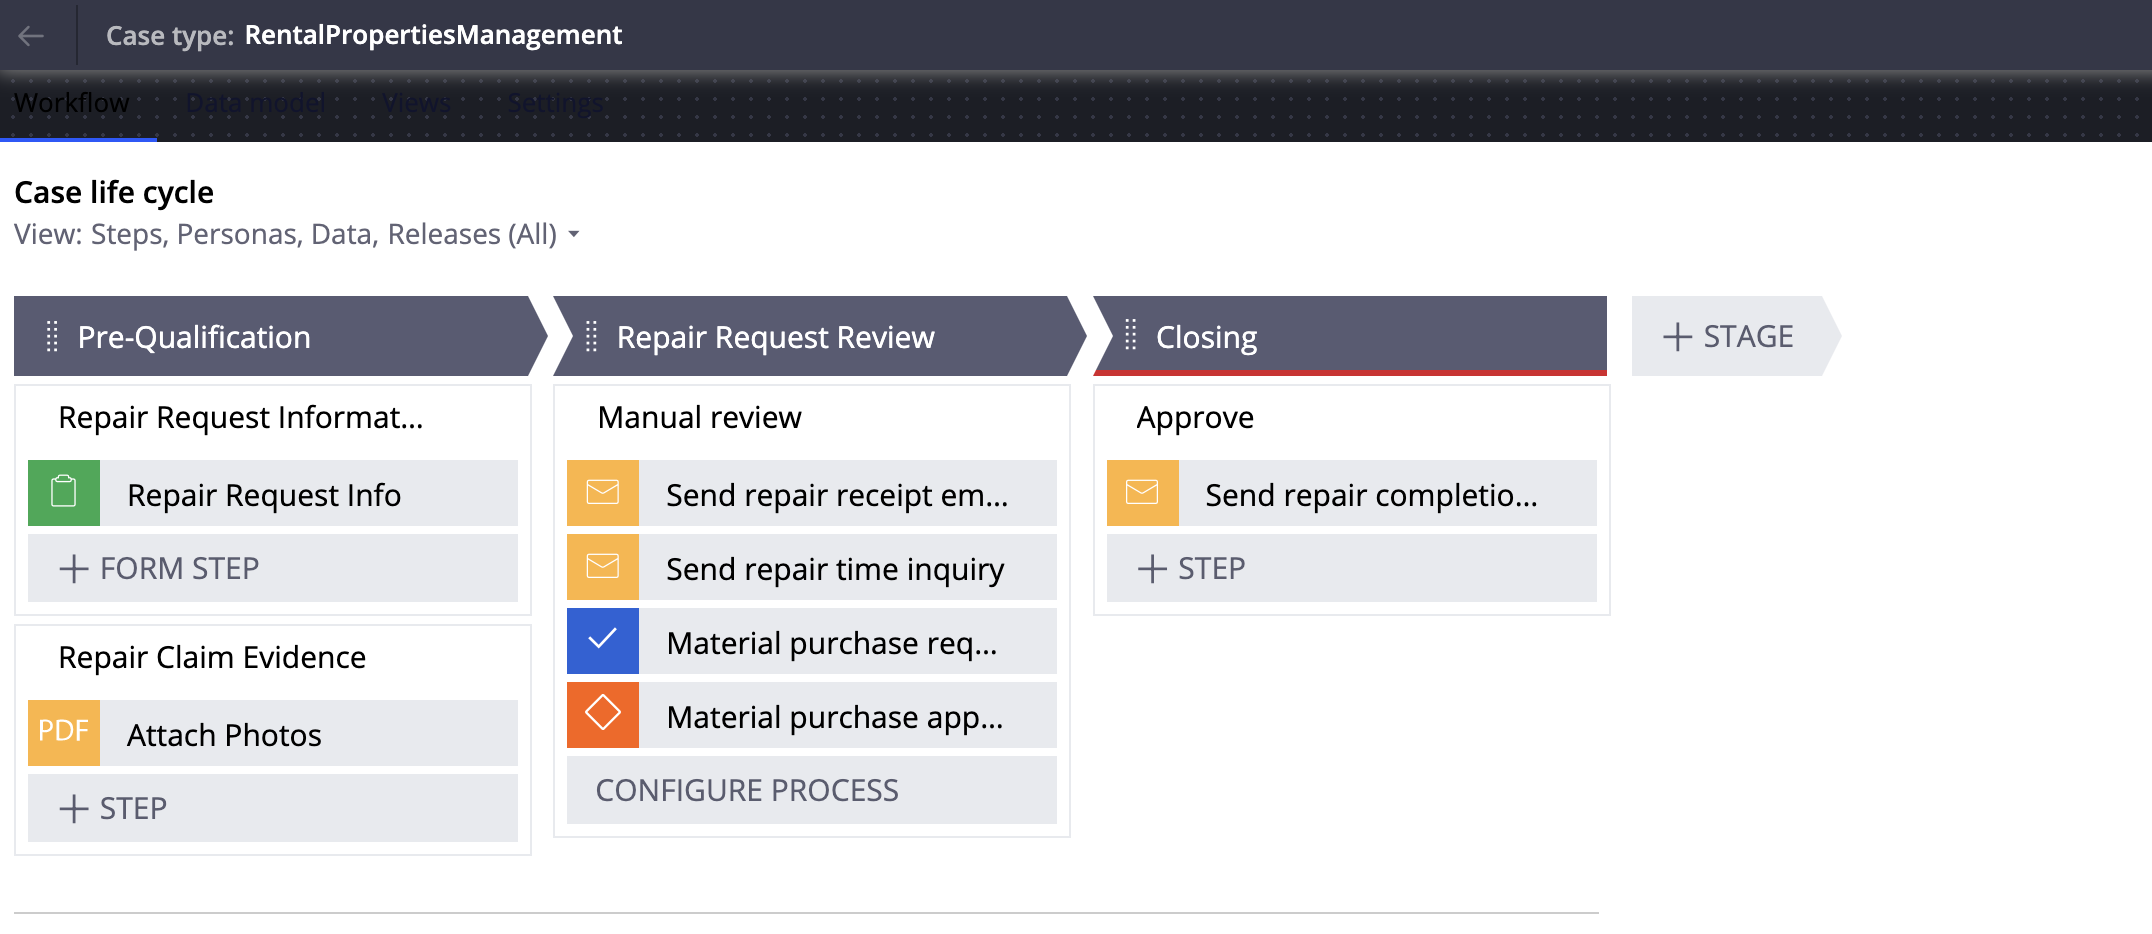 Case type: RentalPropertiesManagement
Workflow Data model Views Settings
Case life cycle
View: Steps, Personas, Data, Releases (All)
Pre-Qualification
Repair Request Informat...
Repair Request Info
FORM STEP
Repair Claim Evidence
PDF Attach Photos
STEP
Repair Request Review
Manual review
Send repair receipt em...
Send repair time inquiry
Material purchase req...
Material purchase app...
CONFIGURE PROCESS
Closing
Approve
Send repair completio...
STEP
STAGE